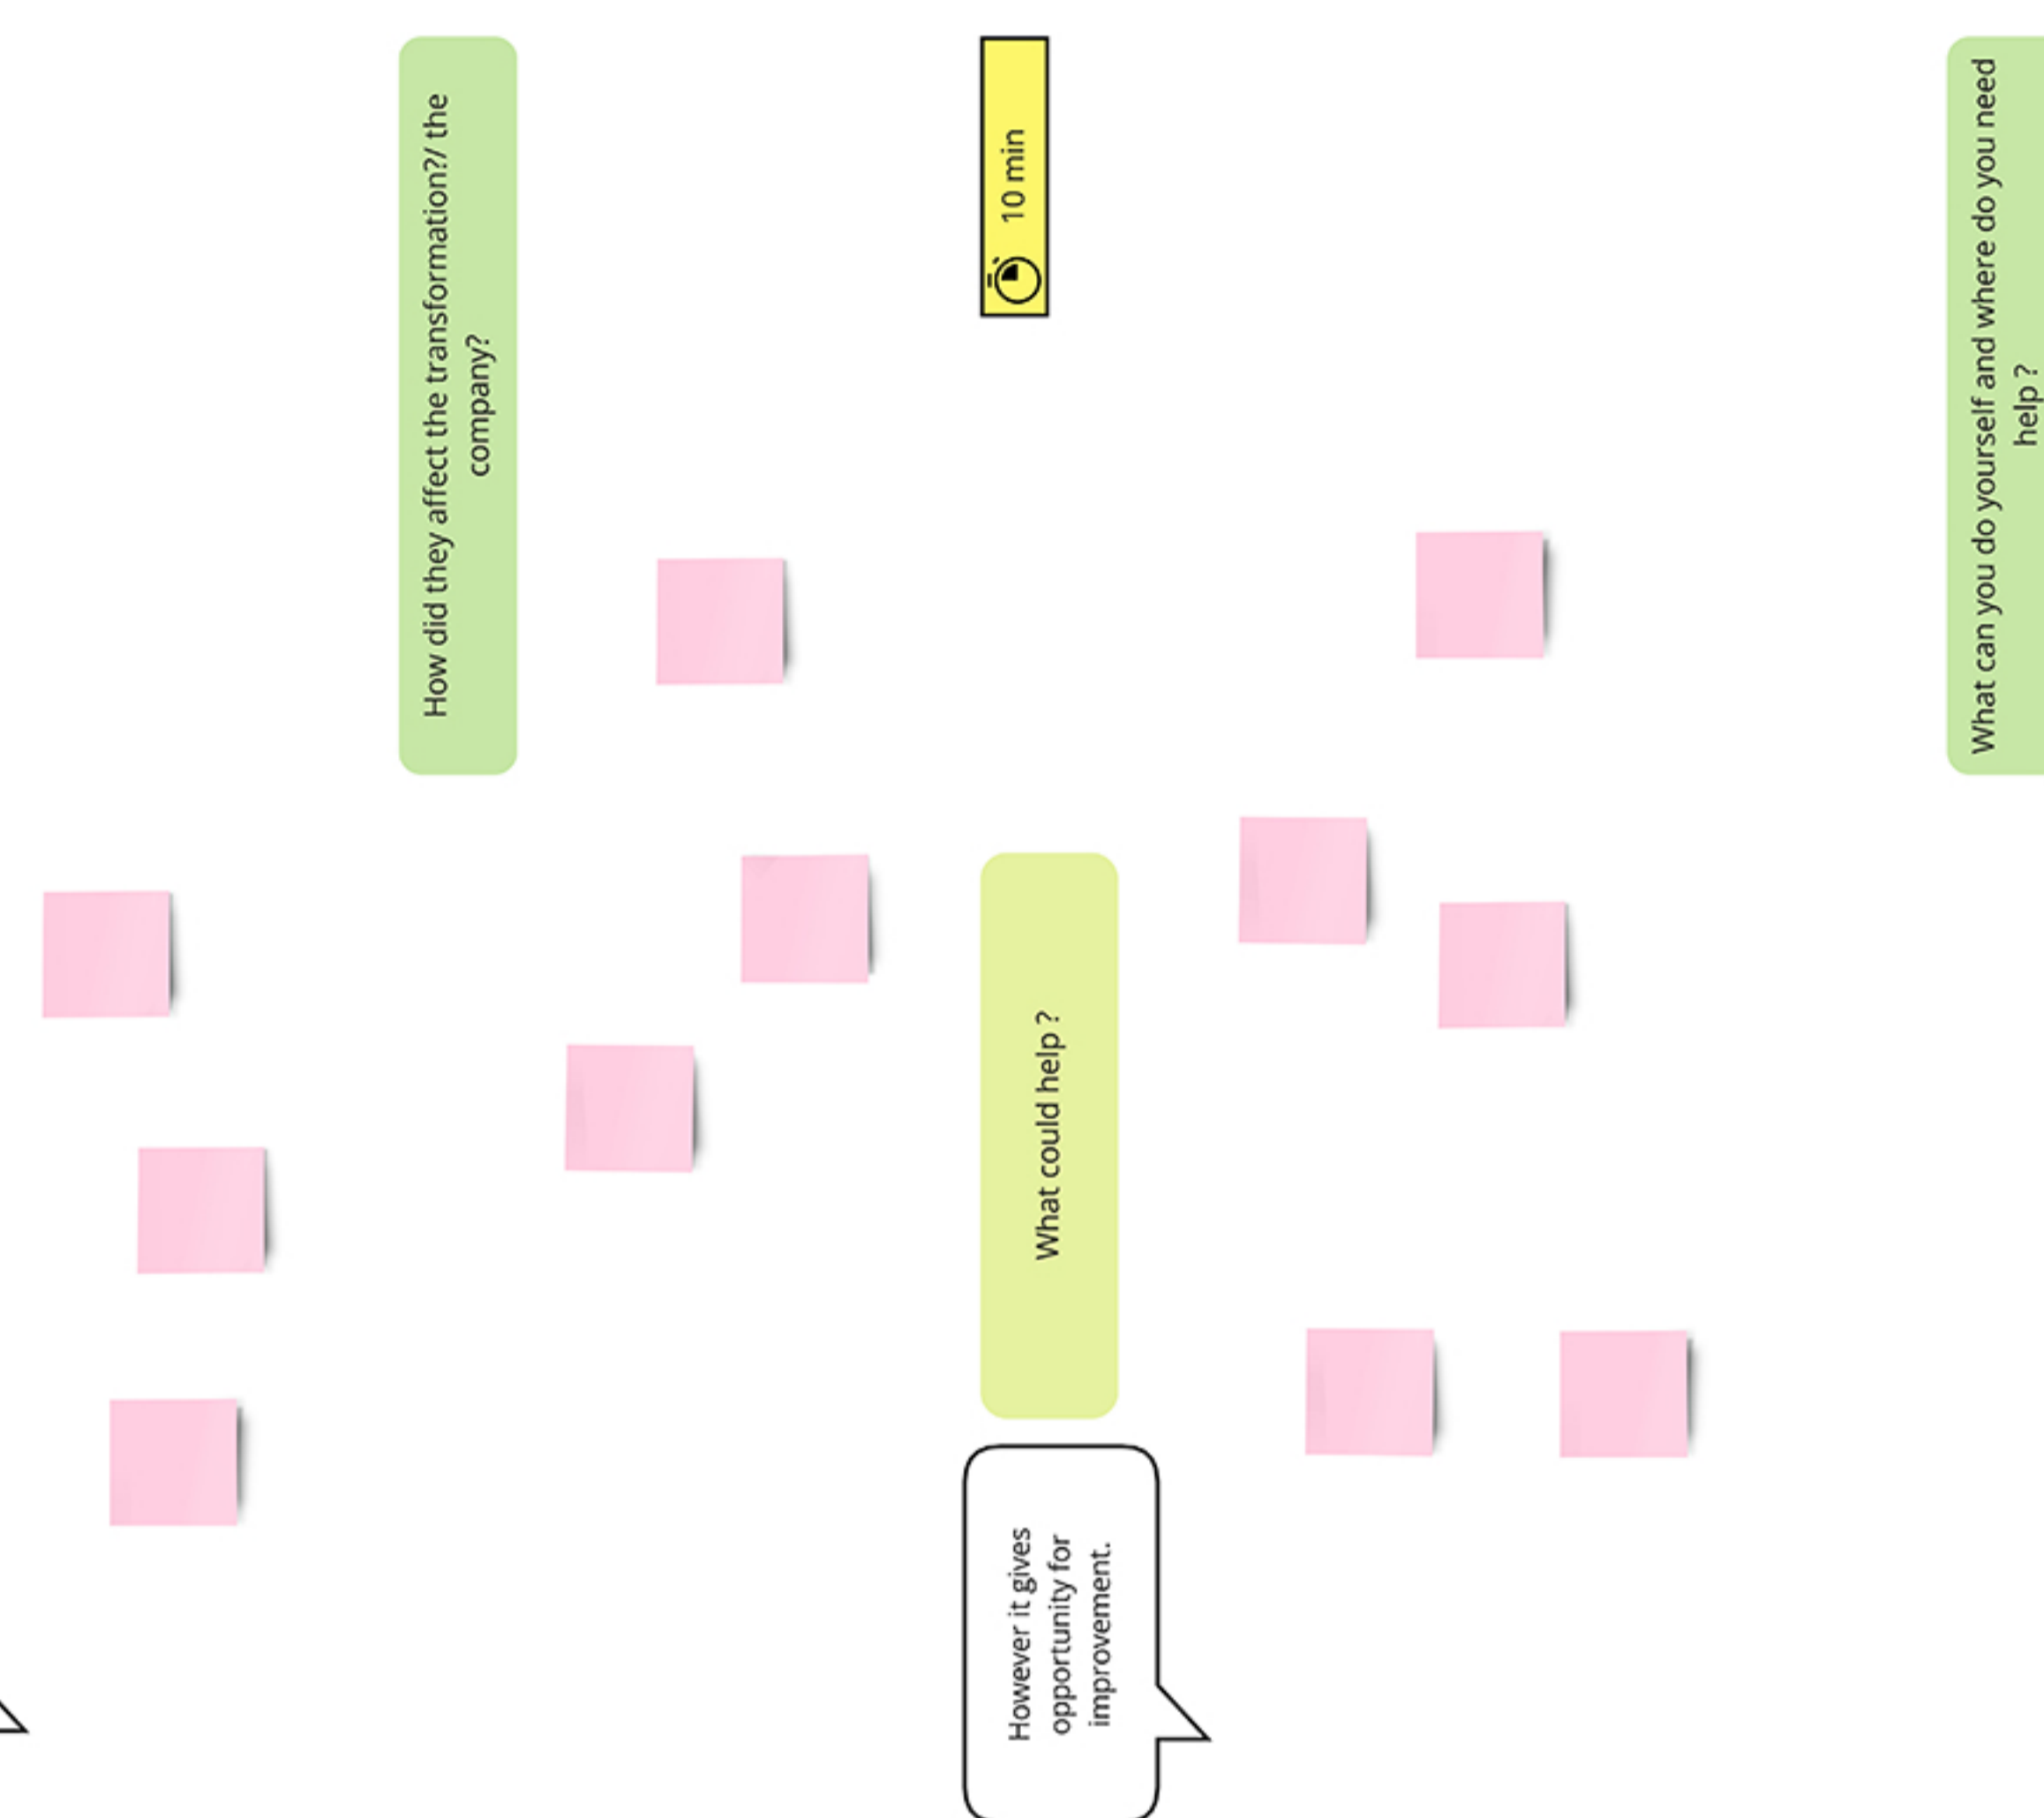 How did they affect the transformation?/ the
company?
However it gives
opportunity for
improvement.
What could help ?
10 min
What can you do yourself and where do you need
help ?